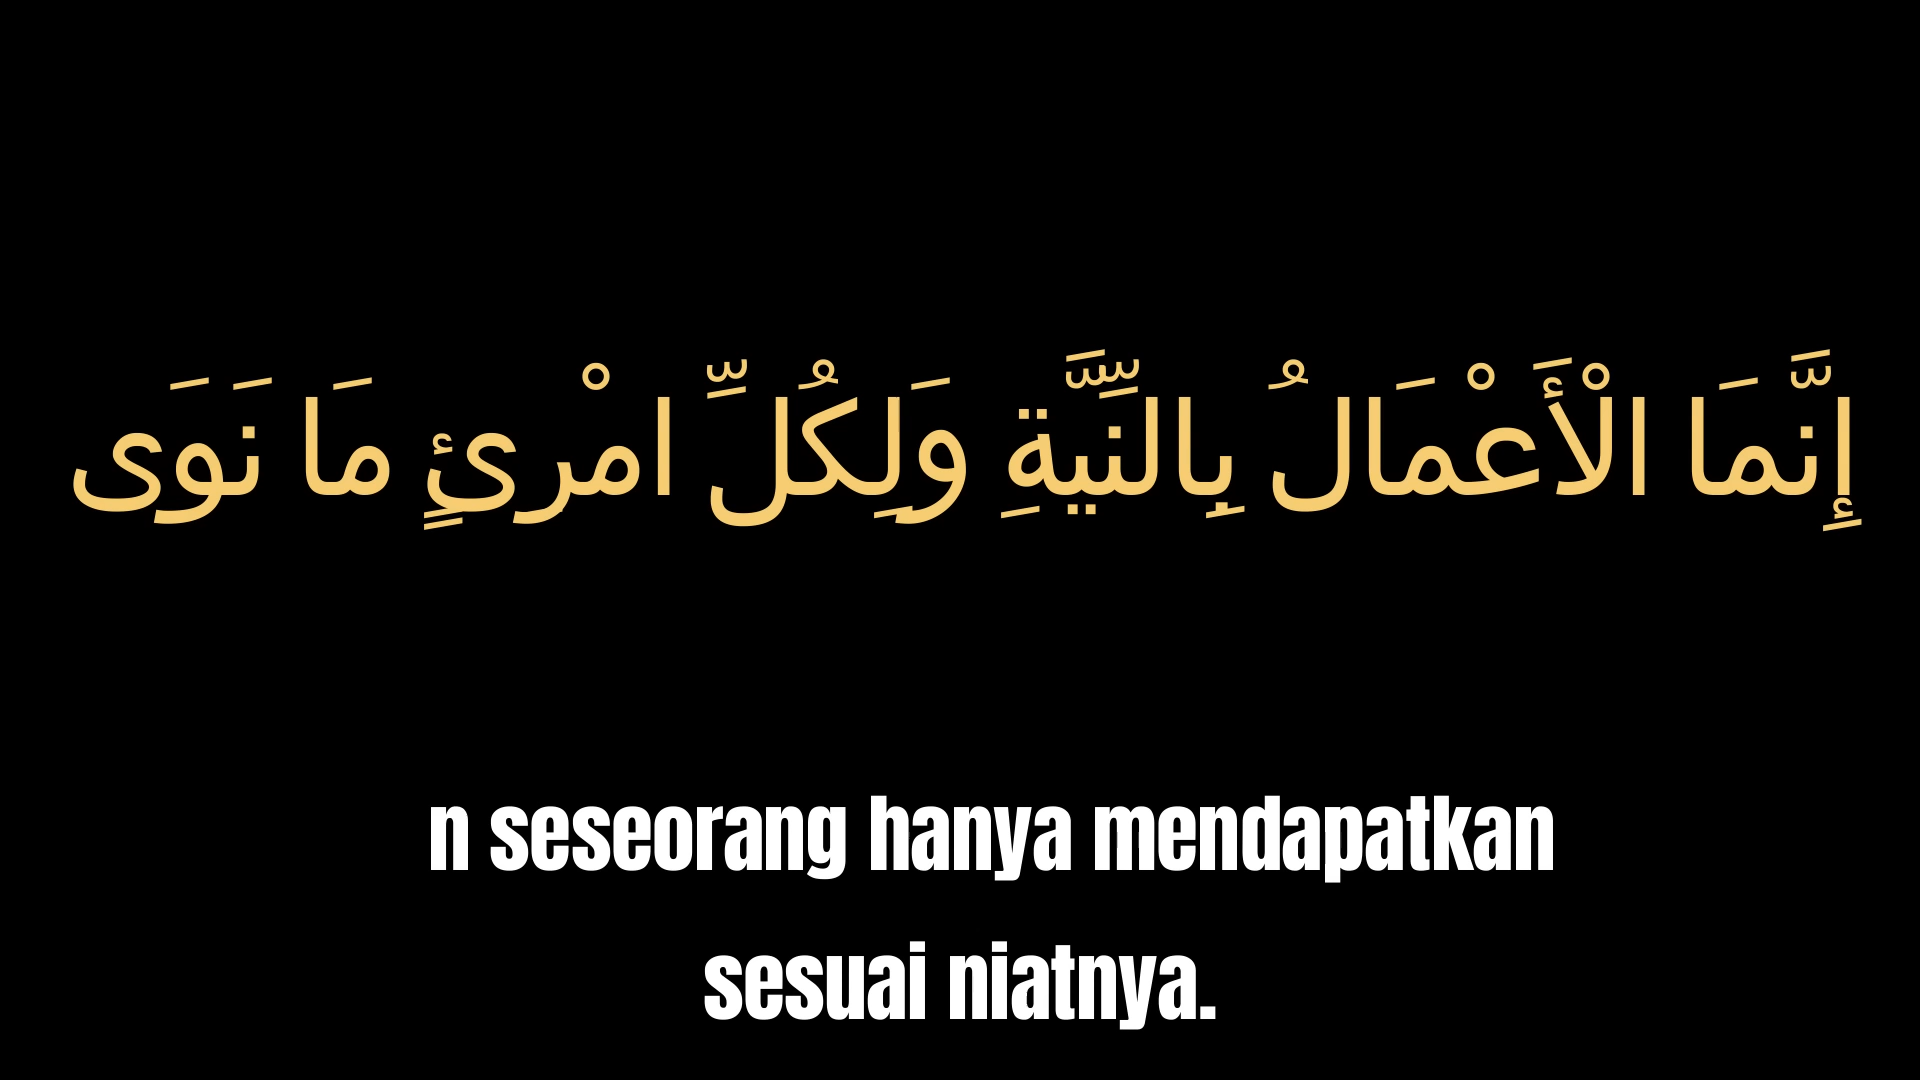 إِنَّمَا الْأَعْمَالُ بِالنِّيَّةِ وَلِكُلِّ امْرِئٍ مَا نَوَى
n seseorang hanya mendapatkan
sesuai niatnya.